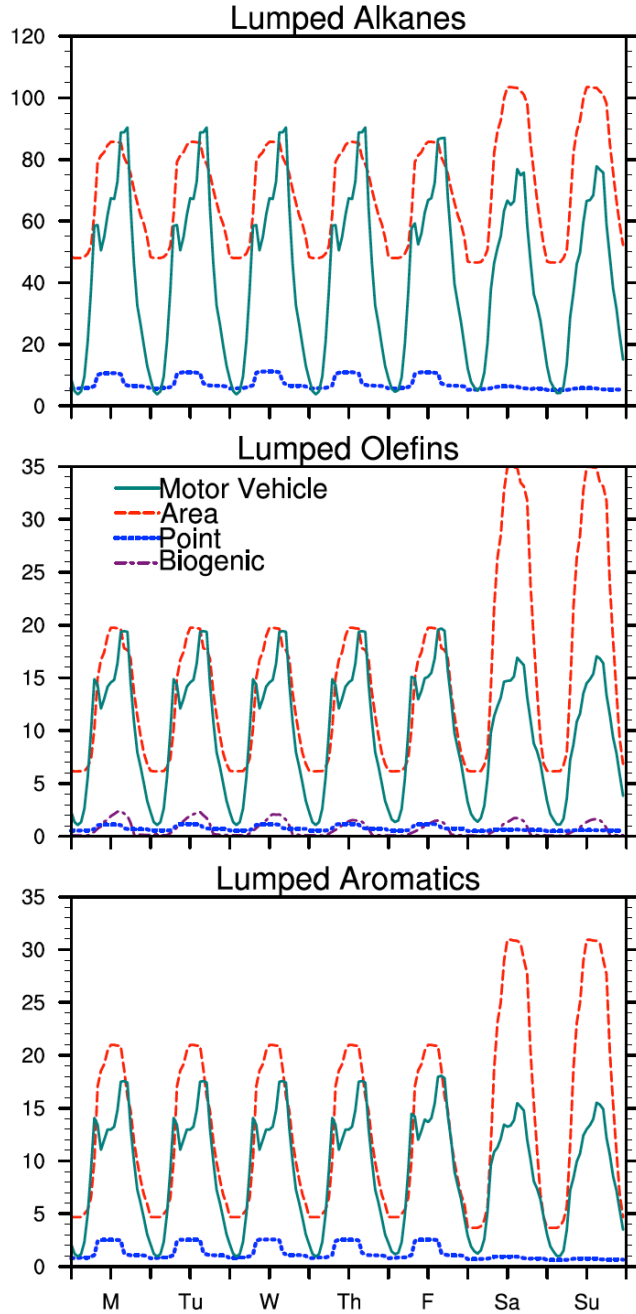 Lumped Alkanes
120
100
80
60
40
20
0
Lumped Olefins
35
30
25
20
15
10
5
0
Motor Vehicle
Area
Point
Biogenic
Lumped Aromatics
35
30
25
20
15
10
5
0
M Tu W Th F Sa Su